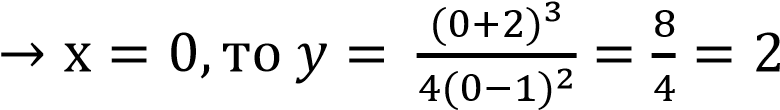 → x = 0, то y = (0+2)³/4(0−1)² = 8/4 = 2